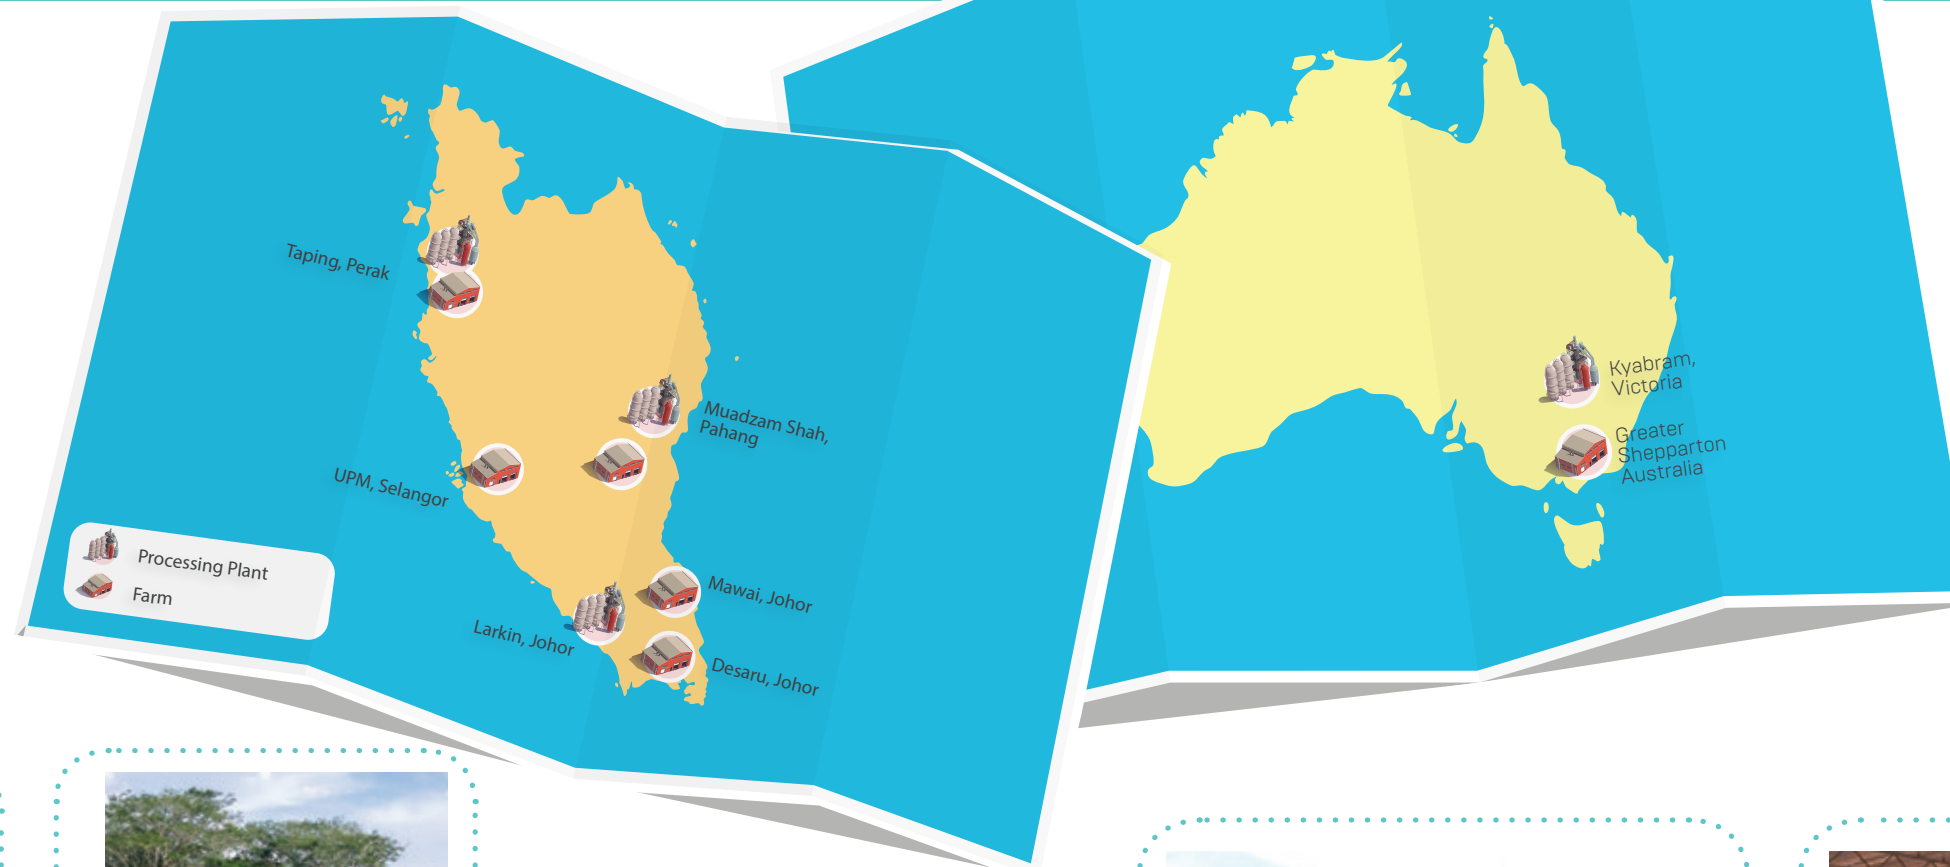 Taping, Perak
Muadzam Shah,
Pahang
UPM, Selangor
Processing Plant
Farm
Mawai, Johor
Larkin, Johor
Desaru, Johor
Kyabram,
Victoria
Greater
Shepparton
Australia